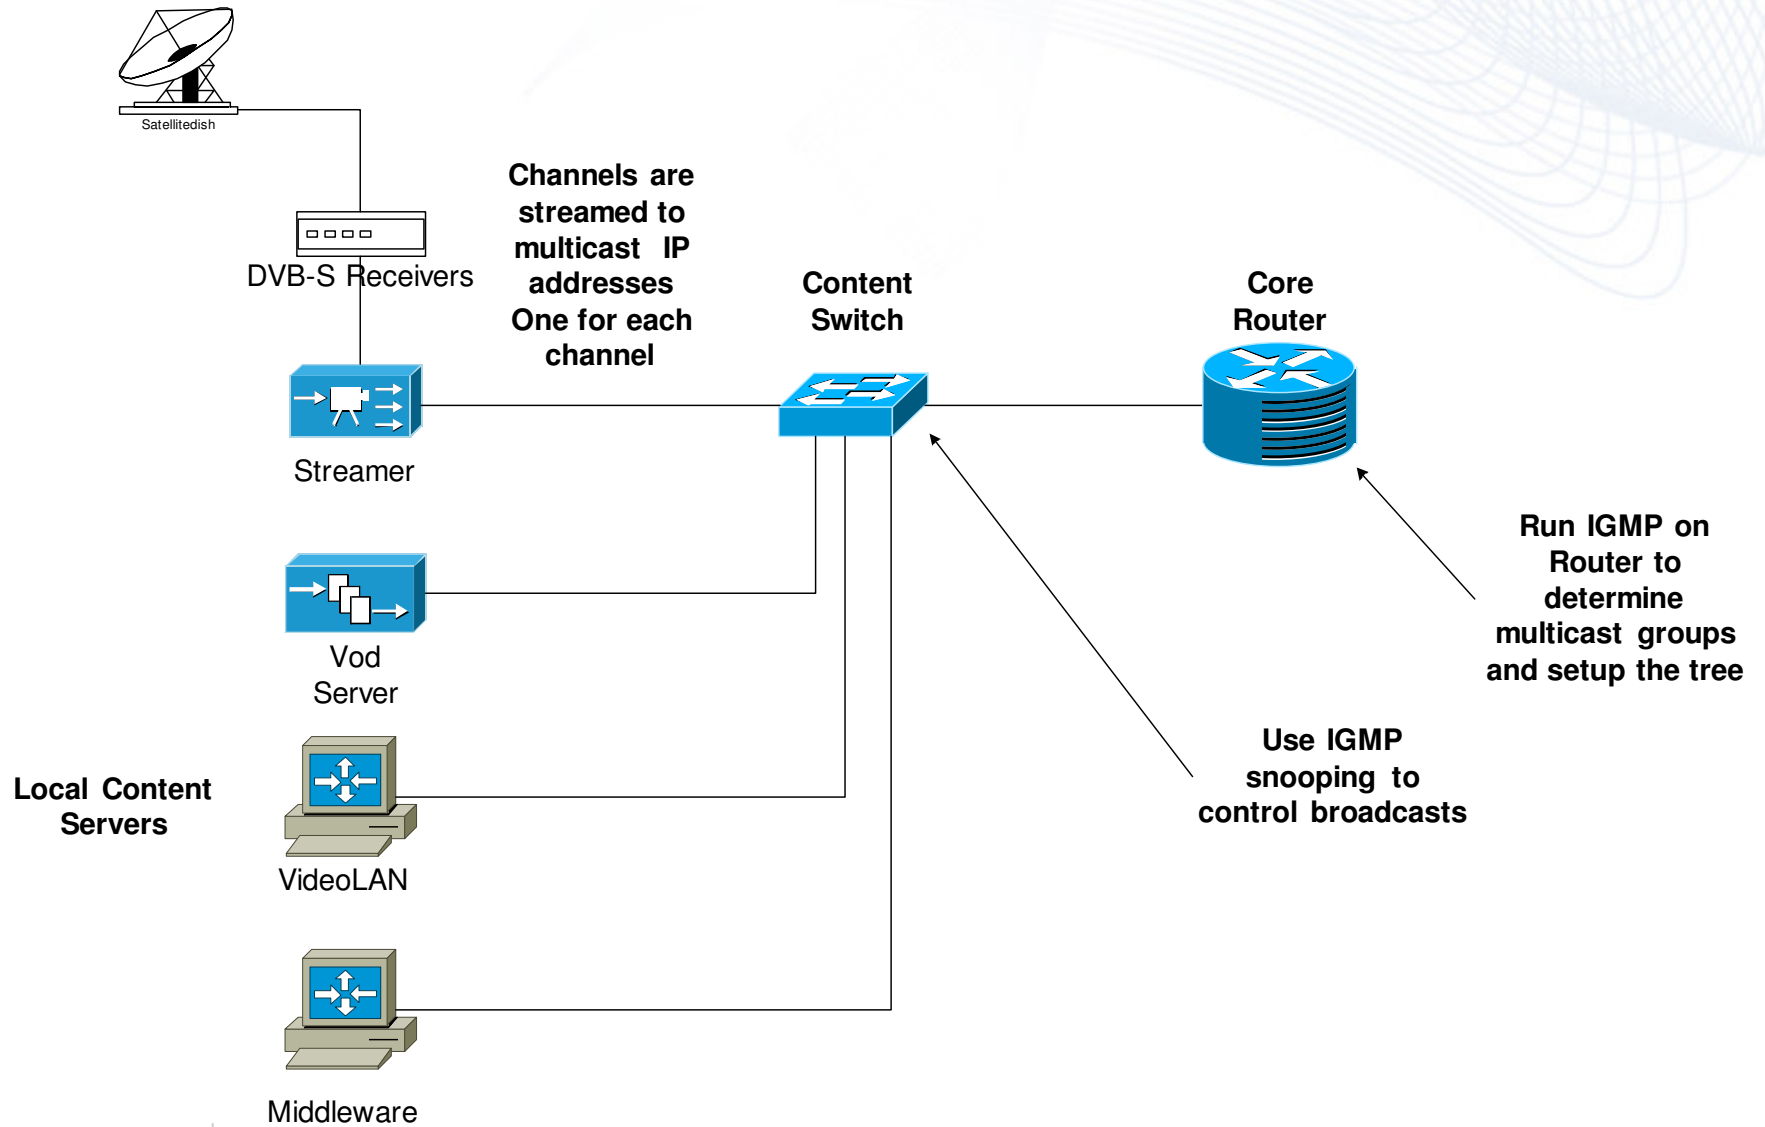 Satellitedish
DVB-S Receivers
Channels are
streamed to
multicast IP
addresses
One for each
channel
Content
Switch
Core
Router
Streamer
Run IGMP on
Router to
determine
multicast groups
and setup the tree
Vod
Server
Use IGMP
snooping to
control broadcasts
Local Content
Servers
VideoLAN
Middleware